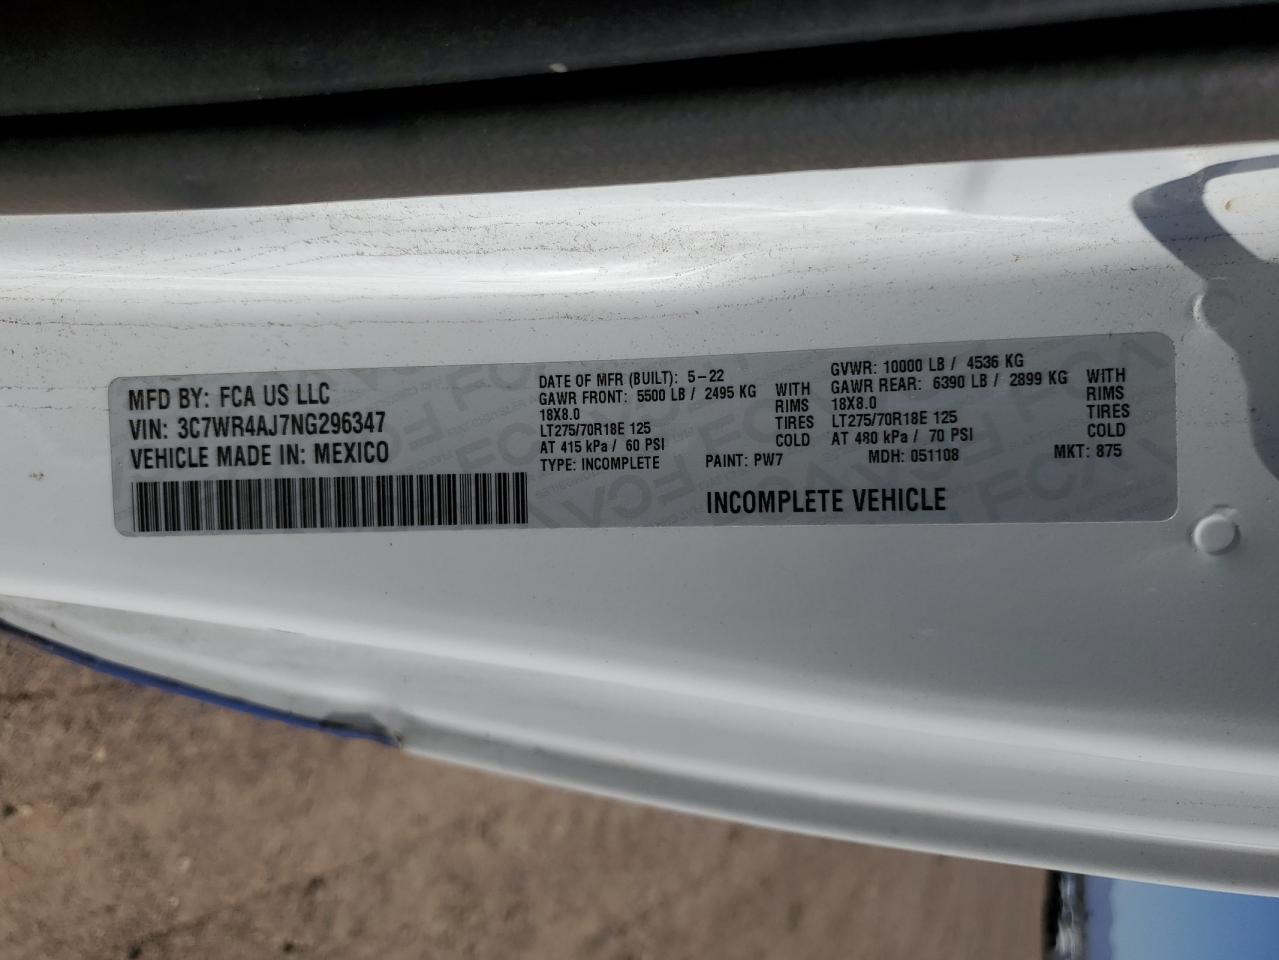 MFD BY: FCA US LLC
VIN: 3C7WR4AJ7NG296347
VEHICLE MADE IN: MEXICO
DATE OF MFR (BUILT): 5-22
GAWR FRONT: 5500 LB / 2495 KG WITH
18X8.0 RIMS
LT275/70R18E 125 TIRES
AT 415 kPa / 60 PSI COLD
TYPE: INCOMPLETE
GVWR: 10000 LB / 4536 KG
GAWR REAR: 6390 LB / 2899 KG WITH
18X8.0 RIMS
LT275/70R18E 125 TIRES
AT 480 kPa / 70 PSI COLD
PAINT: PW7 MDH: 051108 MKT: 875
INCOMPLETE VEHICLE